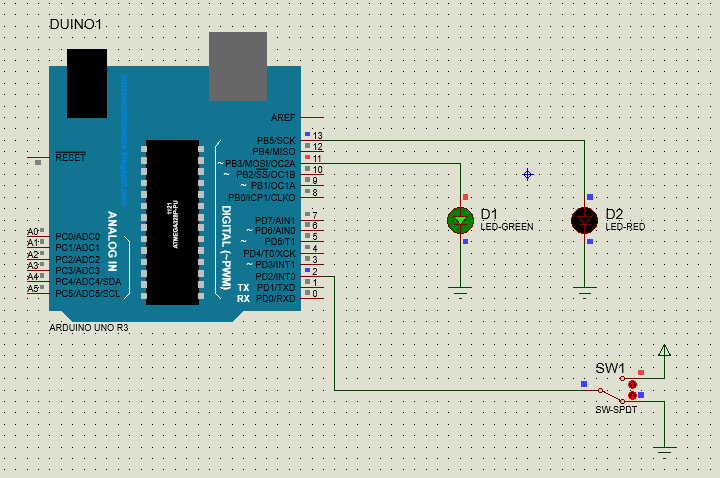 DUINO1
AREF
RESET
PB5/SCK 13
PB4/MISO 12
~ PB3/MOSI/OC2A 11
~ PB2/SS/OC1B 10
~ PB1/OC1A 9
PB0/ICP1/CLKO 8
PD7/AIN1 7
~ PD6/AIN0 6
~ PD5/T1 5
PD4/T0/XCK 4
~ PD3/INT1 3
PD2/INT0 2
TX PD1/TXD 1
RX PD0/RXD 0
DIGITAL (~PWM)
ANALOG IN
1121
ATMEGA328P-PU
A0 PC0/ADC0
A1 PC1/ADC1
A2 PC2/ADC2
A3 PC3/ADC3
A4 PC4/ADC4/SDA
A5 PC5/ADC5/SCL
ARDUINO UNO R3
D1
LED-GREEN
D2
LED-RED
SW1
SW-SPDT